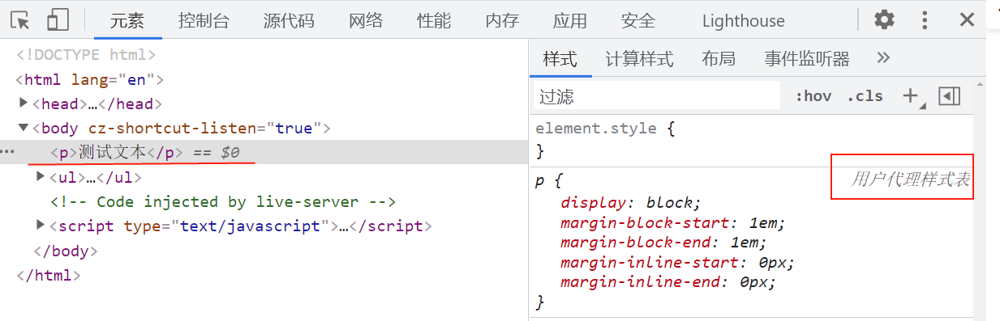 元素 控制台 源代码 网络 性能 内存 应用 安全 Lighthouse
<!DOCTYPE html>
<html lang="en">
<head>…</head>
<body cz-shortcut-listen="true">
<p>测试文本</p> == $0
<ul>…</ul>
<!-- Code injected by live-server -->
<script type="text/javascript">…</script>
</body>
</html>
样式 计算样式 布局 事件监听器
过滤 :hov .cls
element.style {
}
p { 用户代理样式表
display: block;
margin-block-start: 1em;
margin-block-end: 1em;
margin-inline-start: 0px;
margin-inline-end: 0px;
}